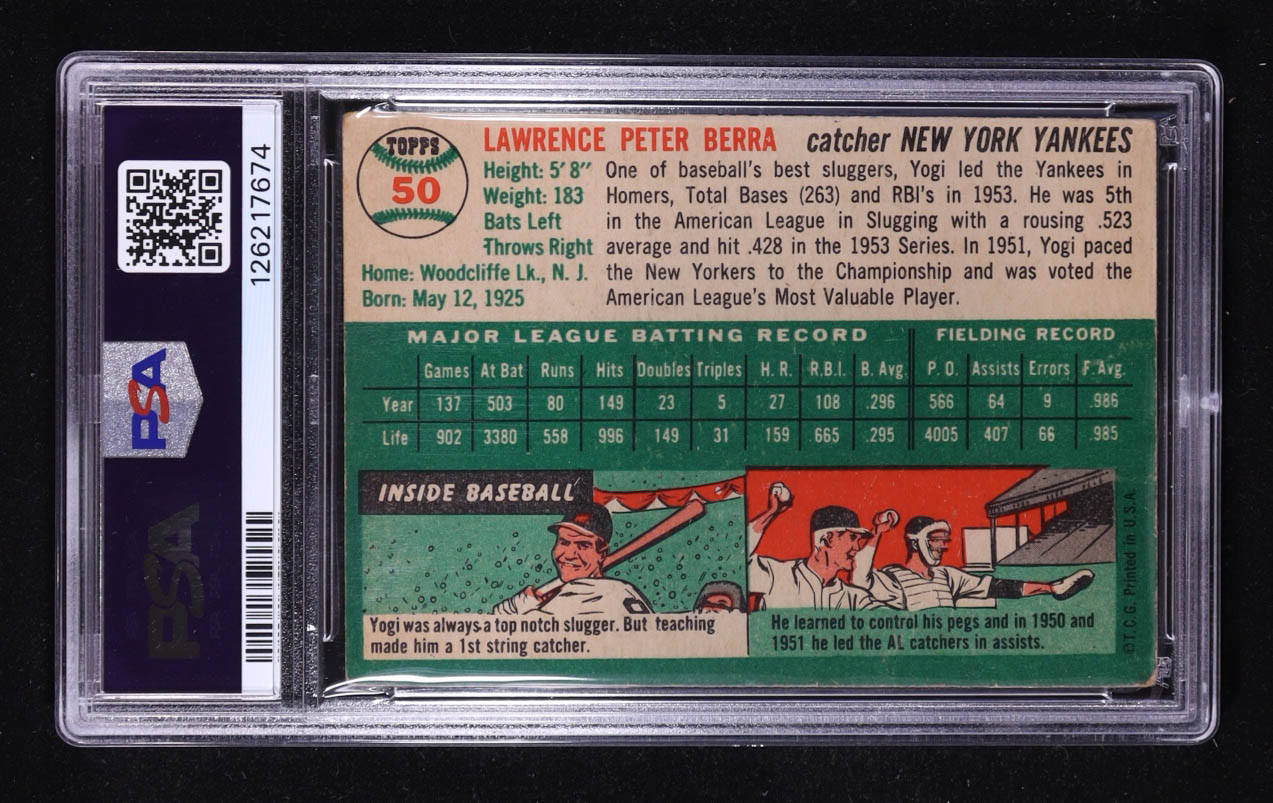 126217674
PSA
PSA
TOPPS
50
LAWRENCE PETER BERRA catcher NEW YORK YANKEES
Height: 5' 8"
Weight: 183
Bats Left
Throws Right
Home: Woodcliffe Lk., N. J.
Born: May 12, 1925
One of baseball's best sluggers, Yogi led the Yankees in
Homers, Total Bases (263) and RBI's in 1953. He was 5th
in the American League in Slugging with a rousing .523
average and hit .428 in the 1953 Series. In 1951, Yogi paced
the New Yorkers to the Championship and was voted the
American League's Most Valuable Player.
MAJOR LEAGUE BATTING RECORD FIELDING RECORD
Games At Bat Runs Hits Doubles Triples H. R. R.B.I. B. Avg. P. O. Assists Errors F. Avg.
Year 137 503 80 149 23 5 27 108 .296 566 64 9 .986
Life 902 3380 558 996 149 31 159 665 .295 4005 407 66 .985
INSIDE BASEBALL
Yogi was always a top notch slugger. But teaching
made him a 1st string catcher.
He learned to control his pegs and in 1950 and
1951 he led the AL catchers in assists.
© T.C.G. Printed in U.S.A.